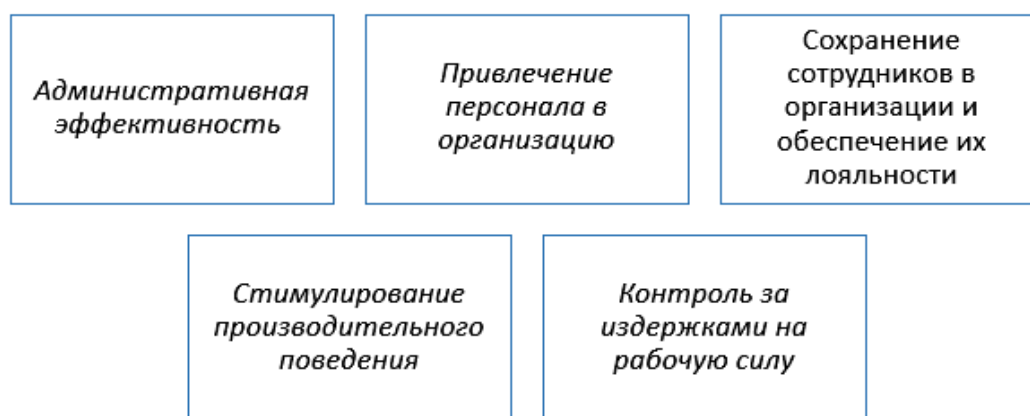 Административная
эффективность
Привлечение
персонала в
организацию
Сохранение
сотрудников в
организации и
обеспечение их
лояльности
Стимулирование
производительного
поведения
Контроль за
издержками на
рабочую силу